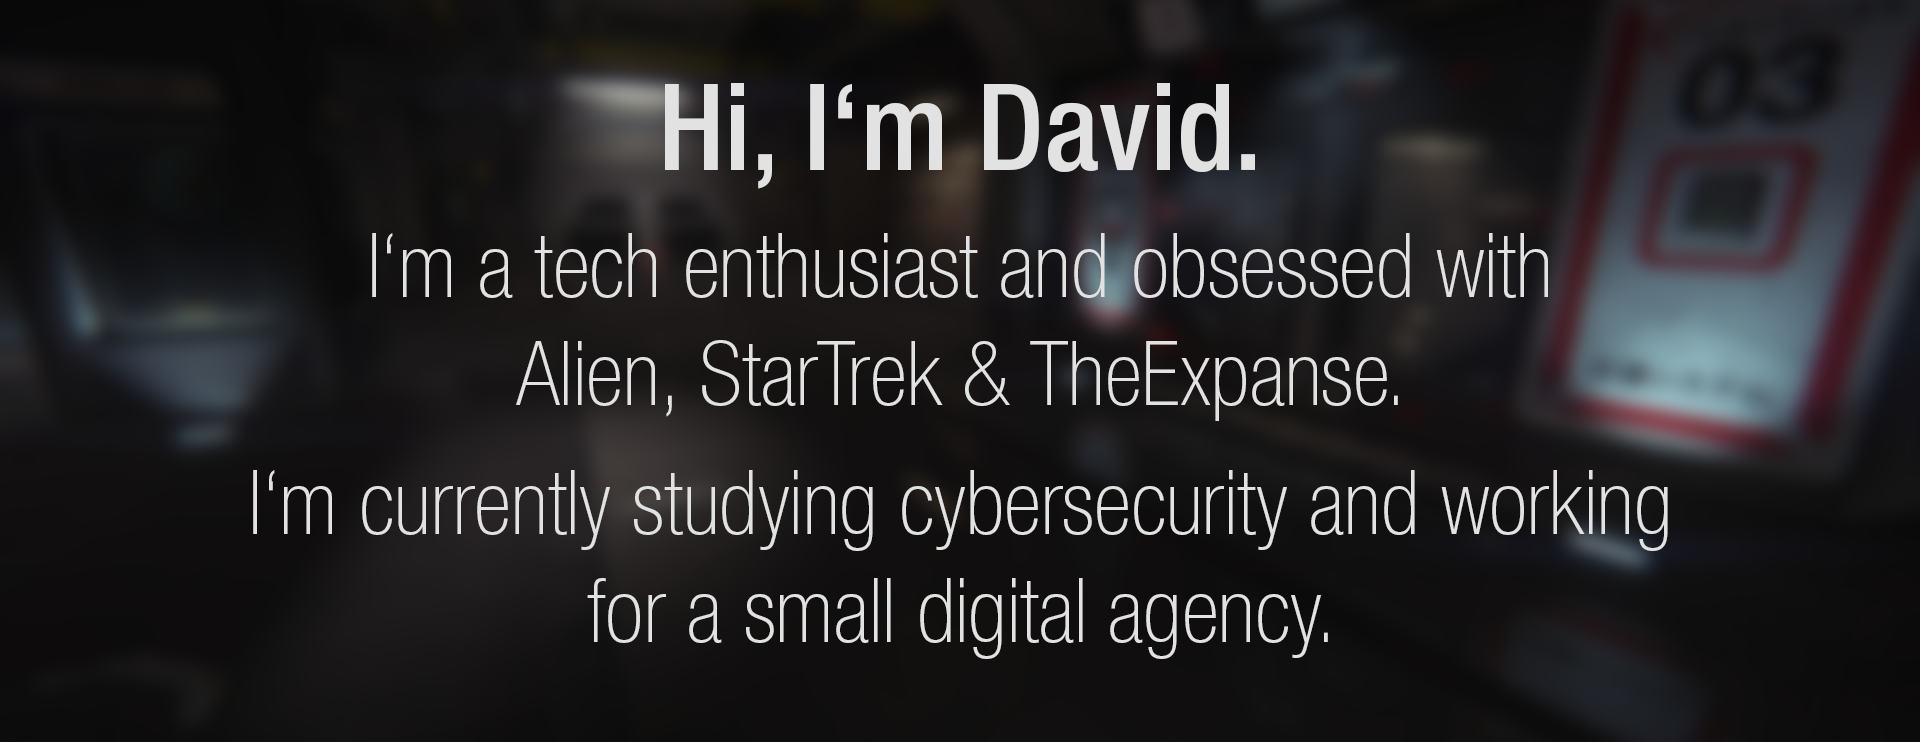 03
Hi, I‘m David.
I‘m a tech enthusiast and obsessed with
Alien, StarTrek & TheExpanse.
I‘m currently studying cybersecurity and working
for a small digital agency.